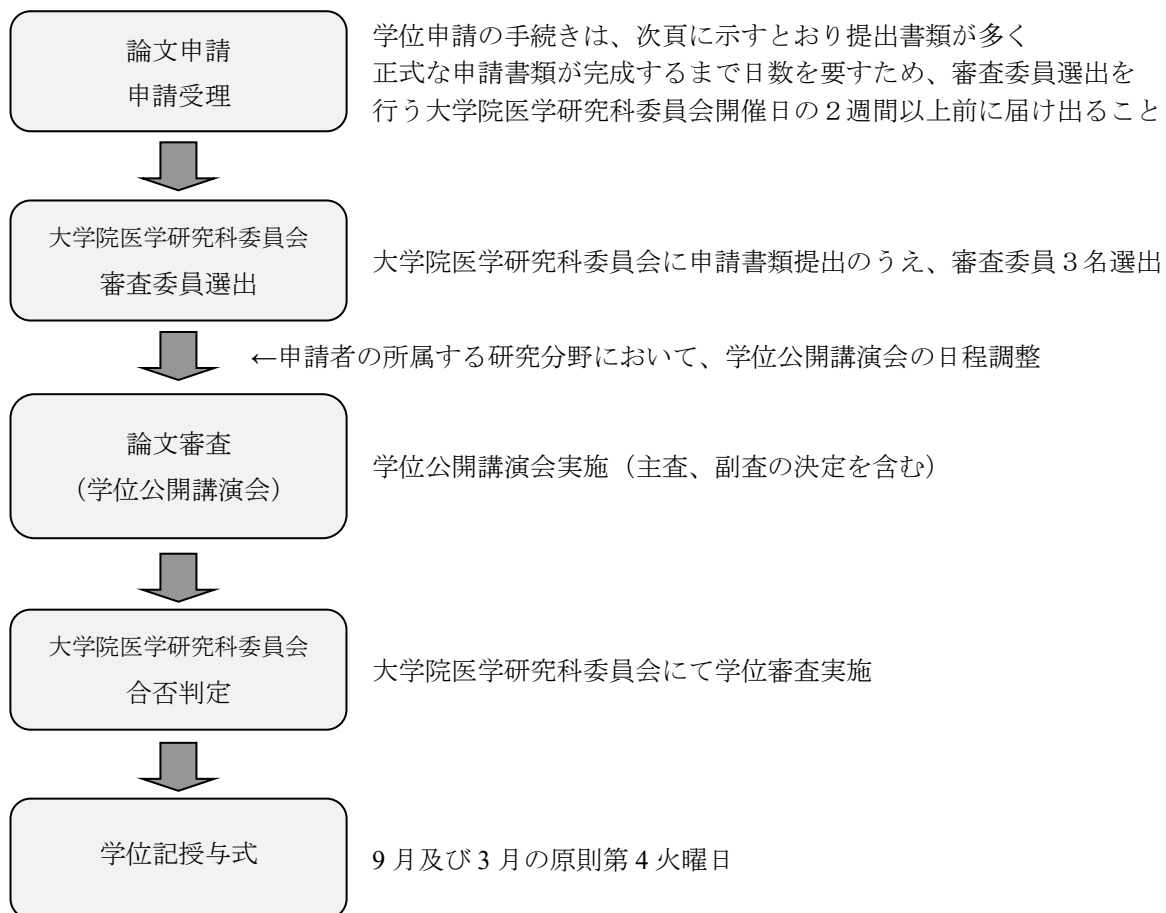 論文申請
申請受理
学位申請の手続きは、次頁に示すとおり提出書類が多く
正式な申請書類が完成するまで日数を要すため、審査委員選出を
行う大学院医学研究科委員会開催日の２週間以上前に届け出ること
大学院医学研究科委員会
審査委員選出
大学院医学研究科委員会に申請書類提出のうえ、審査委員３名選出
←申請者の所属する研究分野において、学位公開講演会の日程調整
論文審査
（学位公開講演会）
学位公開講演会実施（主査、副査の決定を含む）
大学院医学研究科委員会
合否判定
大学院医学研究科委員会にて学位審査実施
学位記授与式
9 月及び 3 月の原則第 4 火曜日